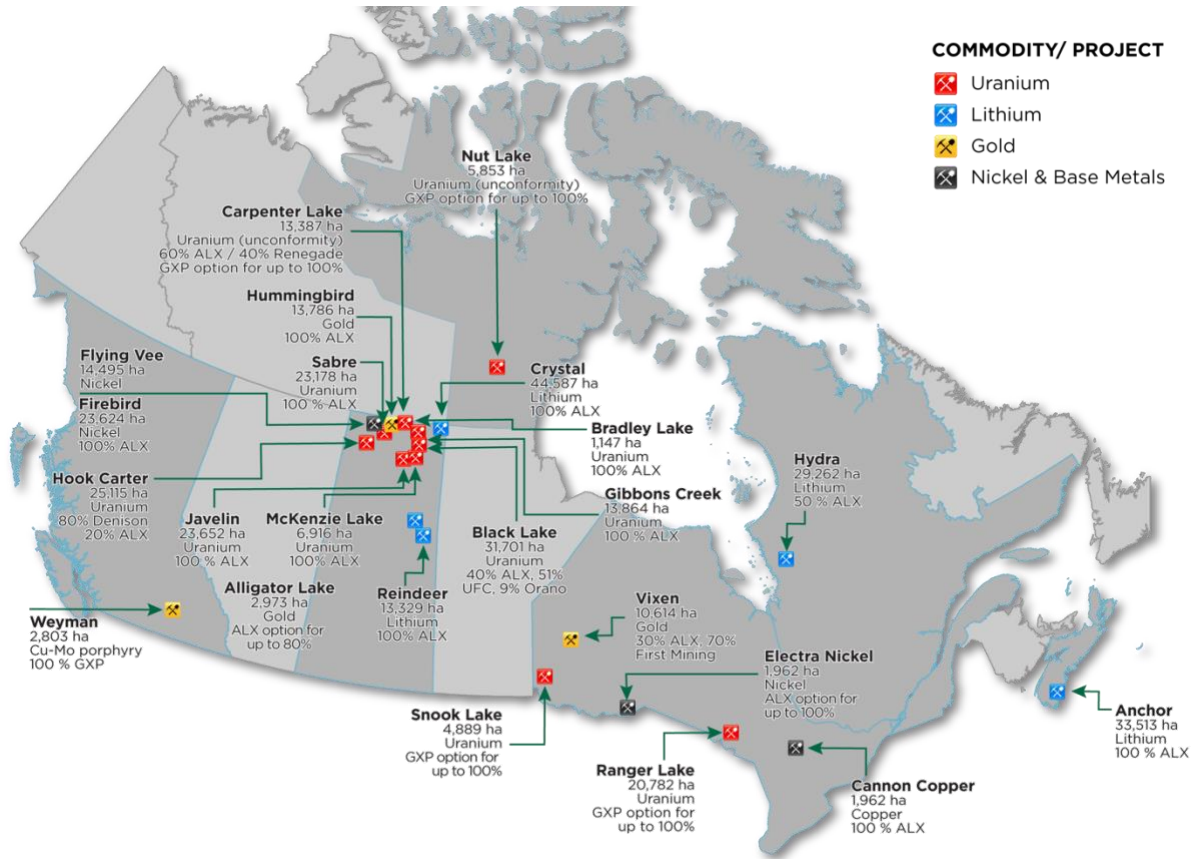 COMMODITY/ PROJECT
Uranium
Lithium
Gold
Nickel & Base Metals
Nut Lake
5,853 ha
Uranium (unconformity)
GXP option for up to 100%
Carpenter Lake
13,387 ha
Uranium (unconformity)
60% ALX / 40% Renegade
GXP option for up to 100%
Hummingbird
13,786 ha
Gold
100% ALX
Sabre
23,178 ha
Uranium
100 % ALX
Flying Vee
14,495 ha
Nickel
Firebird
23,624 ha
Nickel
100% ALX
Hook Carter
25,115 ha
Uranium
80% Denison
20% ALX
Javelin
23,652 ha
Uranium
100 % ALX
McKenzie Lake
6,916 ha
Uranium
100% ALX
Crystal
44,587 ha
Lithium
100% ALX
Bradley Lake
1,147 ha
Uranium
100% ALX
Gibbons Creek
13,864 ha
Uranium
100 % ALX
Black Lake
31,701 ha
Uranium
40% ALX, 51%
UFC, 9% Orano
Hydra
29,262 ha
Lithium
50 % ALX
Alligator Lake
2,973 ha
Gold
ALX option for
up to 80%
Reindeer
13,329 ha
Lithium
100% ALX
Weyman
2,803 ha
Cu-Mo porphyry
100 % GXP
Vixen
10,614 ha
Gold
30% ALX, 70%
First Mining
Electra Nickel
1,962 ha
Nickel
ALX option for
up to 100%
Snook Lake
4,889 ha
Uranium
GXP option for
up to 100%
Ranger Lake
20,782 ha
Uranium
GXP option for
up to 100%
Cannon Copper
1,962 ha
Copper
100 % ALX
Anchor
33,513 ha
Lithium
100 % ALX